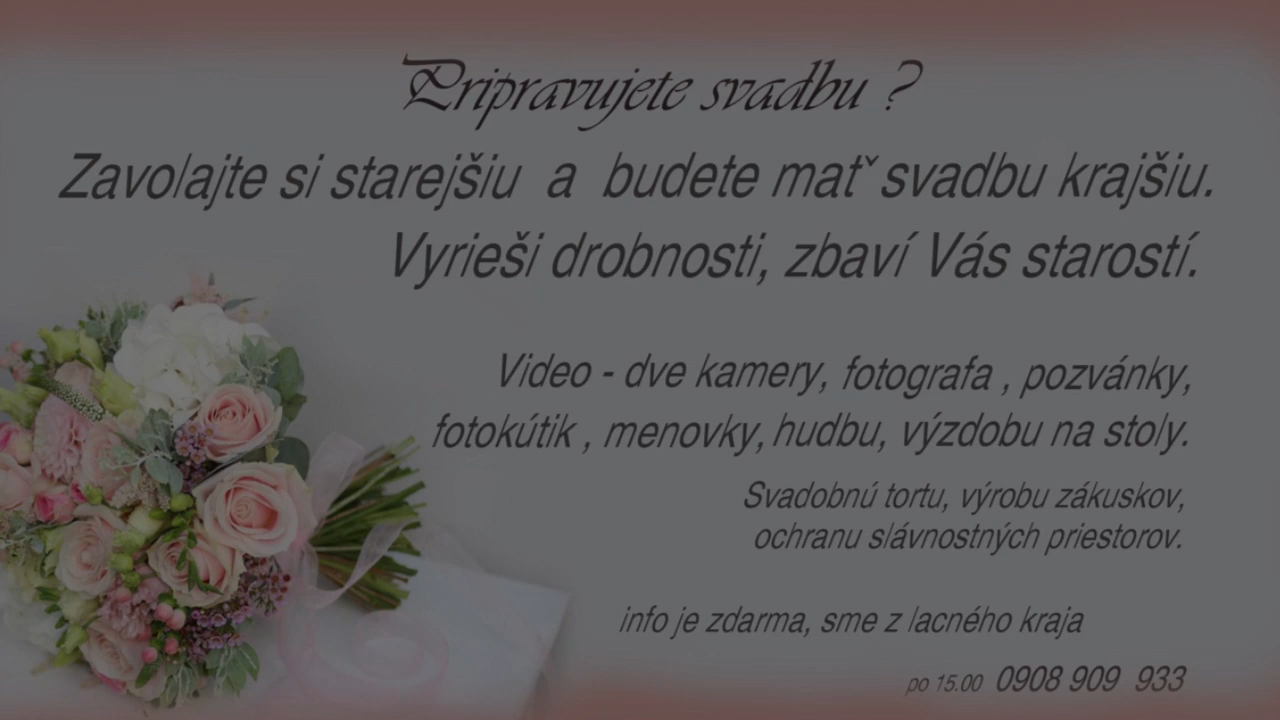 Pripravujete svadbu ?
Zavolajte si starejšiu a budete matˇ svadbu krajšiu.
Vyrieši drobnosti, zbaví Vás starostí.
Video - dve kamery, fotografa , pozvánky,
fotokútik , menovky, hudbu, výzdobu na stoly.
Svadobnú tortu, výrobu zákuskov,
ochranu slávnostných priestorov.
info je zdarma, sme z lacného kraja
po 15.00 0908 909 933